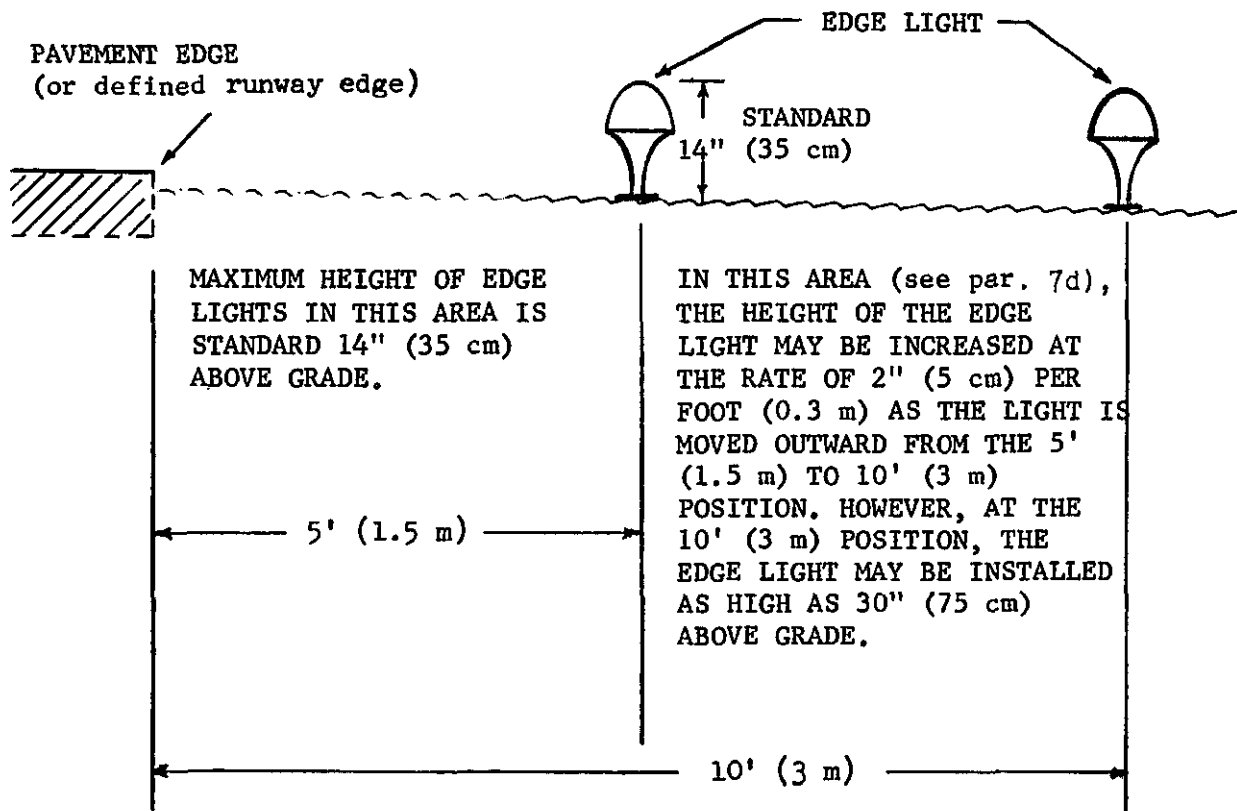 EDGE LIGHT
PAVEMENT EDGE
(or defined runway edge)
STANDARD
14" (35 cm)
MAXIMUM HEIGHT OF EDGE
LIGHTS IN THIS AREA IS
STANDARD 14" (35 cm)
ABOVE GRADE.
IN THIS AREA (see par. 7d),
THE HEIGHT OF THE EDGE
LIGHT MAY BE INCREASED AT
THE RATE OF 2" (5 cm) PER
FOOT (0.3 m) AS THE LIGHT IS
MOVED OUTWARD FROM THE 5'
(1.5 m) TO 10' (3 m)
POSITION. HOWEVER, AT THE
10' (3 m) POSITION, THE
EDGE LIGHT MAY BE INSTALLED
AS HIGH AS 30" (75 cm)
ABOVE GRADE.
5' (1.5 m)
10' (3 m)